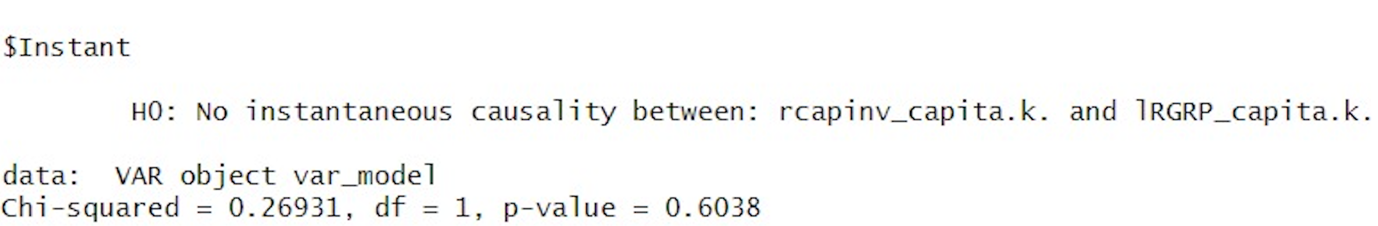 $Instant
H0: No instantaneous causality between: rcapinv_capita.k. and lRGRP_capita.k.
data:  VAR object var_model
Chi-squared = 0.26931, df = 1, p-value = 0.6038